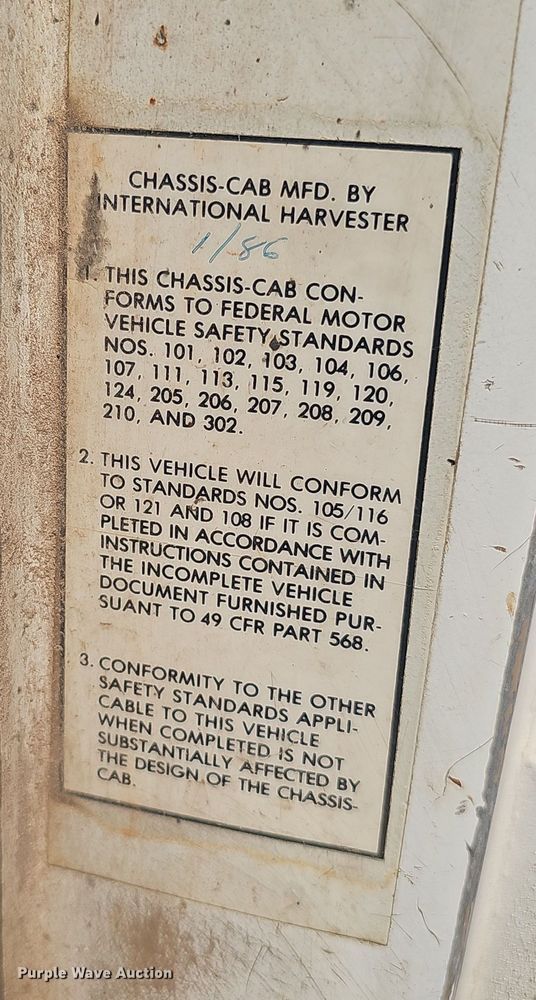 CHASSIS-CAB MFD. BY
INTERNATIONAL HARVESTER
1/86
1. THIS CHASSIS-CAB CON-
FORMS TO FEDERAL MOTOR
VEHICLE SAFETY STANDARDS
NOS. 101, 102, 103, 104, 106,
107, 111, 113, 115, 119, 120,
124, 205, 206, 207, 208, 209,
210, AND 302.
2. THIS VEHICLE WILL CONFORM
TO STANDARDS NOS. 105/116
OR 121 AND 108 IF IT IS COM-
PLETED IN ACCORDANCE WITH
INSTRUCTIONS CONTAINED IN
THE INCOMPLETE VEHICLE
DOCUMENT FURNISHED PUR-
SUANT TO 49 CFR PART 568.
3. CONFORMITY TO THE OTHER
SAFETY STANDARDS APPLI-
CABLE TO THIS VEHICLE
WHEN COMPLETED IS NOT
SUBSTANTIALLY AFFECTED BY
THE DESIGN OF THE CHASSIS-
CAB.
Purple Wave Auction